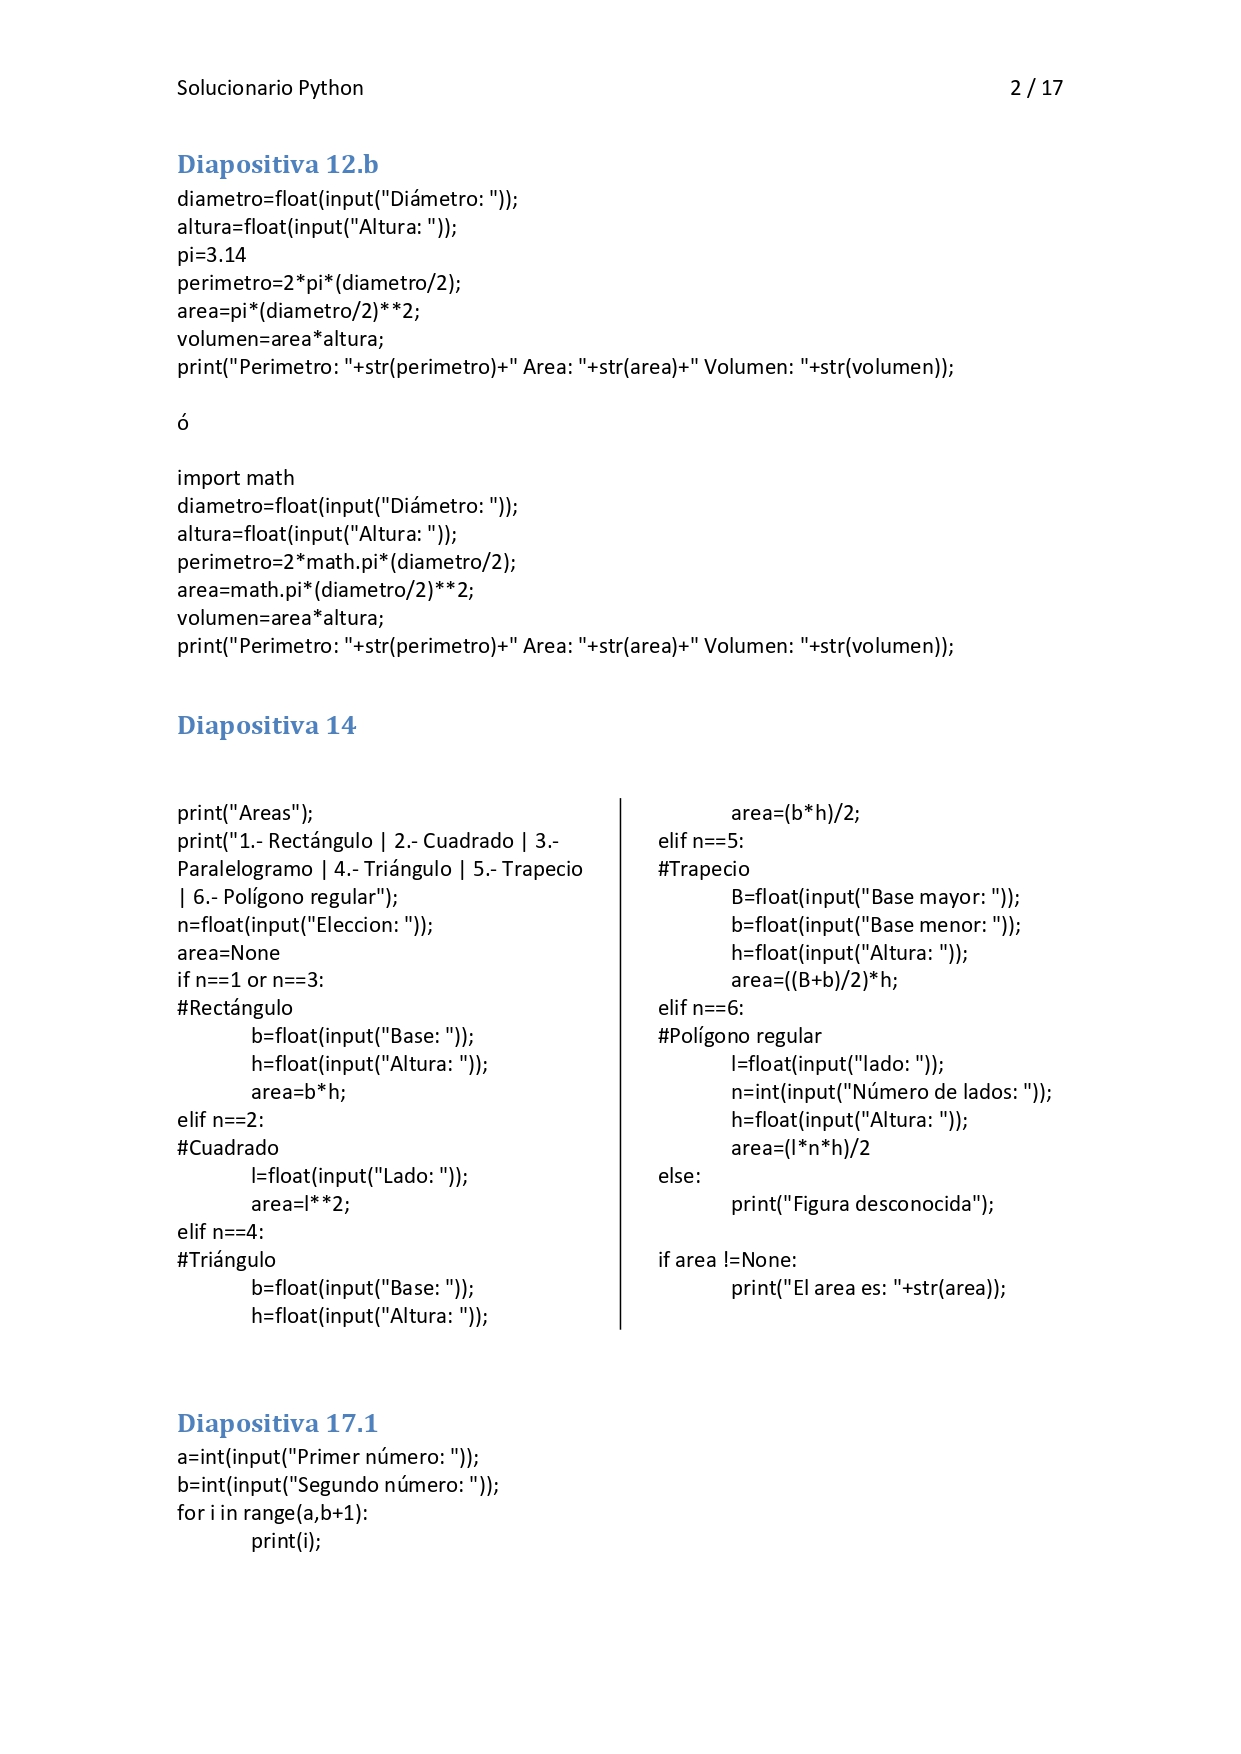 Solucionario Python 2 / 17
Diapositiva 12.b
diametro=float(input("Diámetro: "));
altura=float(input("Altura: "));
pi=3.14
perimetro=2*pi*(diametro/2);
area=pi*(diametro/2)**2;
volumen=area*altura;
print("Perimetro: "+str(perimetro)+" Area: "+str(area)+" Volumen: "+str(volumen));
ó
import math
diametro=float(input("Diámetro: "));
altura=float(input("Altura: "));
perimetro=2*math.pi*(diametro/2);
area=math.pi*(diametro/2)**2;
volumen=area*altura;
print("Perimetro: "+str(perimetro)+" Area: "+str(area)+" Volumen: "+str(volumen));
Diapositiva 14
print("Areas");
print("1.- Rectángulo | 2.- Cuadrado | 3.-
Paralelogramo | 4.- Triángulo | 5.- Trapecio
| 6.- Polígono regular");
n=float(input("Eleccion: "));
area=None
if n==1 or n==3:
#Rectángulo
b=float(input("Base: "));
h=float(input("Altura: "));
area=b*h;
elif n==2:
#Cuadrado
l=float(input("Lado: "));
area=l**2;
elif n==4:
#Triángulo
b=float(input("Base: "));
h=float(input("Altura: "));
area=(b*h)/2;
elif n==5:
#Trapecio
B=float(input("Base mayor: "));
b=float(input("Base menor: "));
h=float(input("Altura: "));
area=((B+b)/2)*h;
elif n==6:
#Polígono regular
l=float(input("lado: "));
n=int(input("Número de lados: "));
h=float(input("Altura: "));
area=(l*n*h)/2
else:
print("Figura desconocida");
if area !=None:
print("El area es: "+str(area));
Diapositiva 17.1
a=int(input("Primer número: "));
b=int(input("Segundo número: "));
for i in range(a,b+1):
print(i);